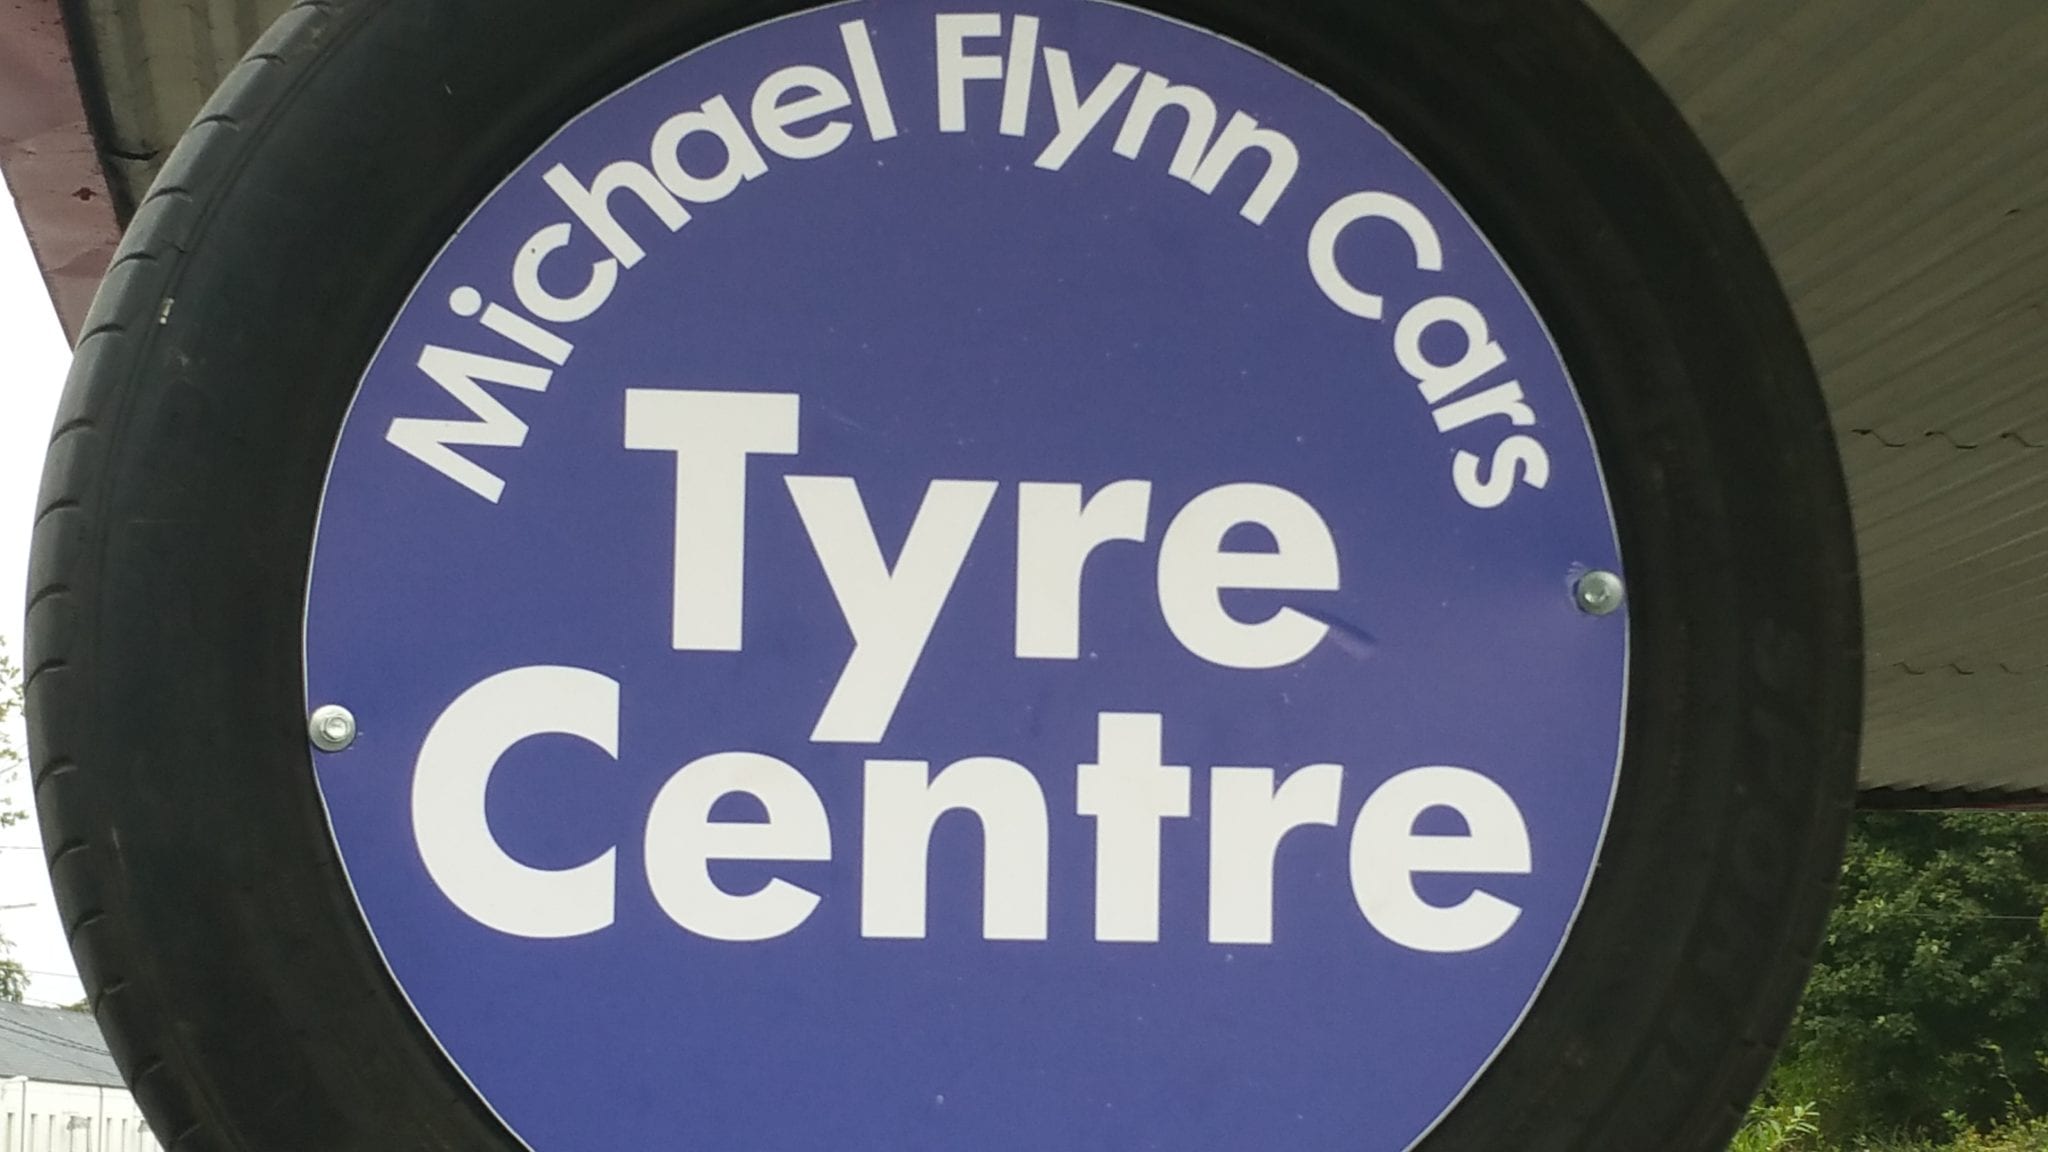 Michael Flynn Cars
Tyre
Centre